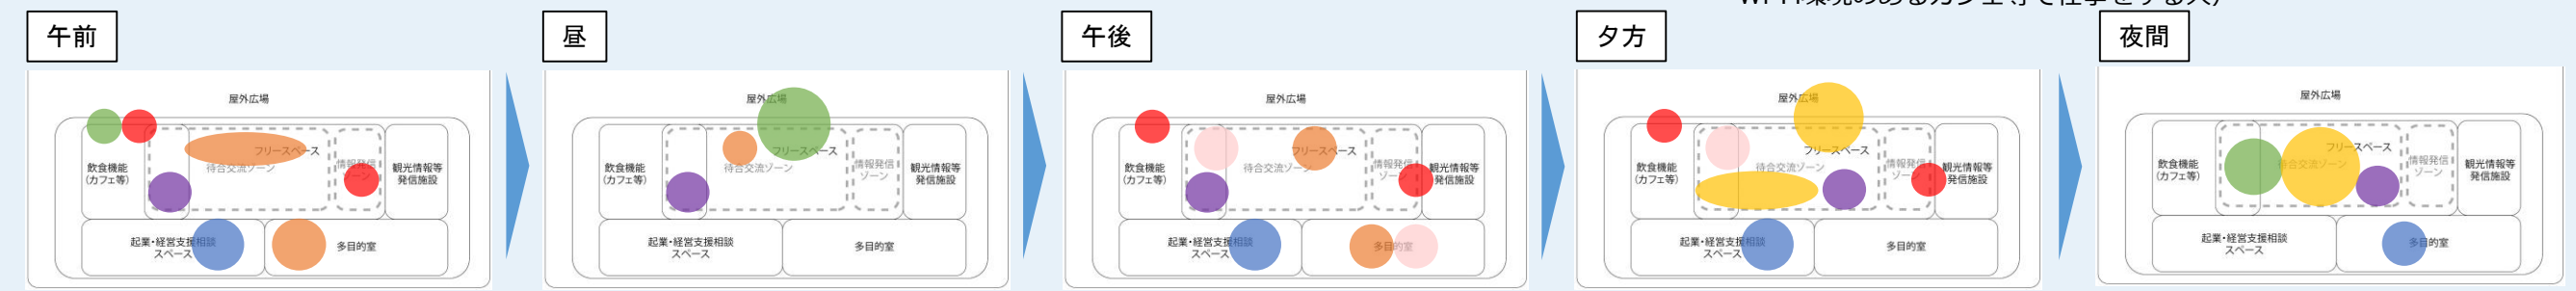 午前
屋外広場
飲食機能
(カフェ等)
フリースペース
待合交流ゾーン
情報発信
ゾーン
観光情報等
発信施設
起業・経営支援相談
スペース
多目的室
昼
屋外広場
飲食機能
(カフェ等)
フリースペース
待合交流ゾーン
情報発信
ゾーン
観光情報等
発信施設
起業・経営支援相談
スペース
多目的室
午後
屋外広場
飲食機能
(カフェ等)
フリースペース
待合交流ゾーン
情報発信
ゾーン
観光情報等
発信施設
起業・経営支援相談
スペース
多目的室
夕方
屋外広場
飲食機能
(カフェ等)
フリースペース
待合交流ゾーン
情報発信
ゾーン
観光情報等
発信施設
起業・経営支援相談
スペース
多目的室
夜間
屋外広場
飲食機能
(カフェ等)
フリースペース
待合交流ゾーン
情報発信
ゾーン
観光情報等
発信施設
起業・経営支援相談
スペース
多目的室